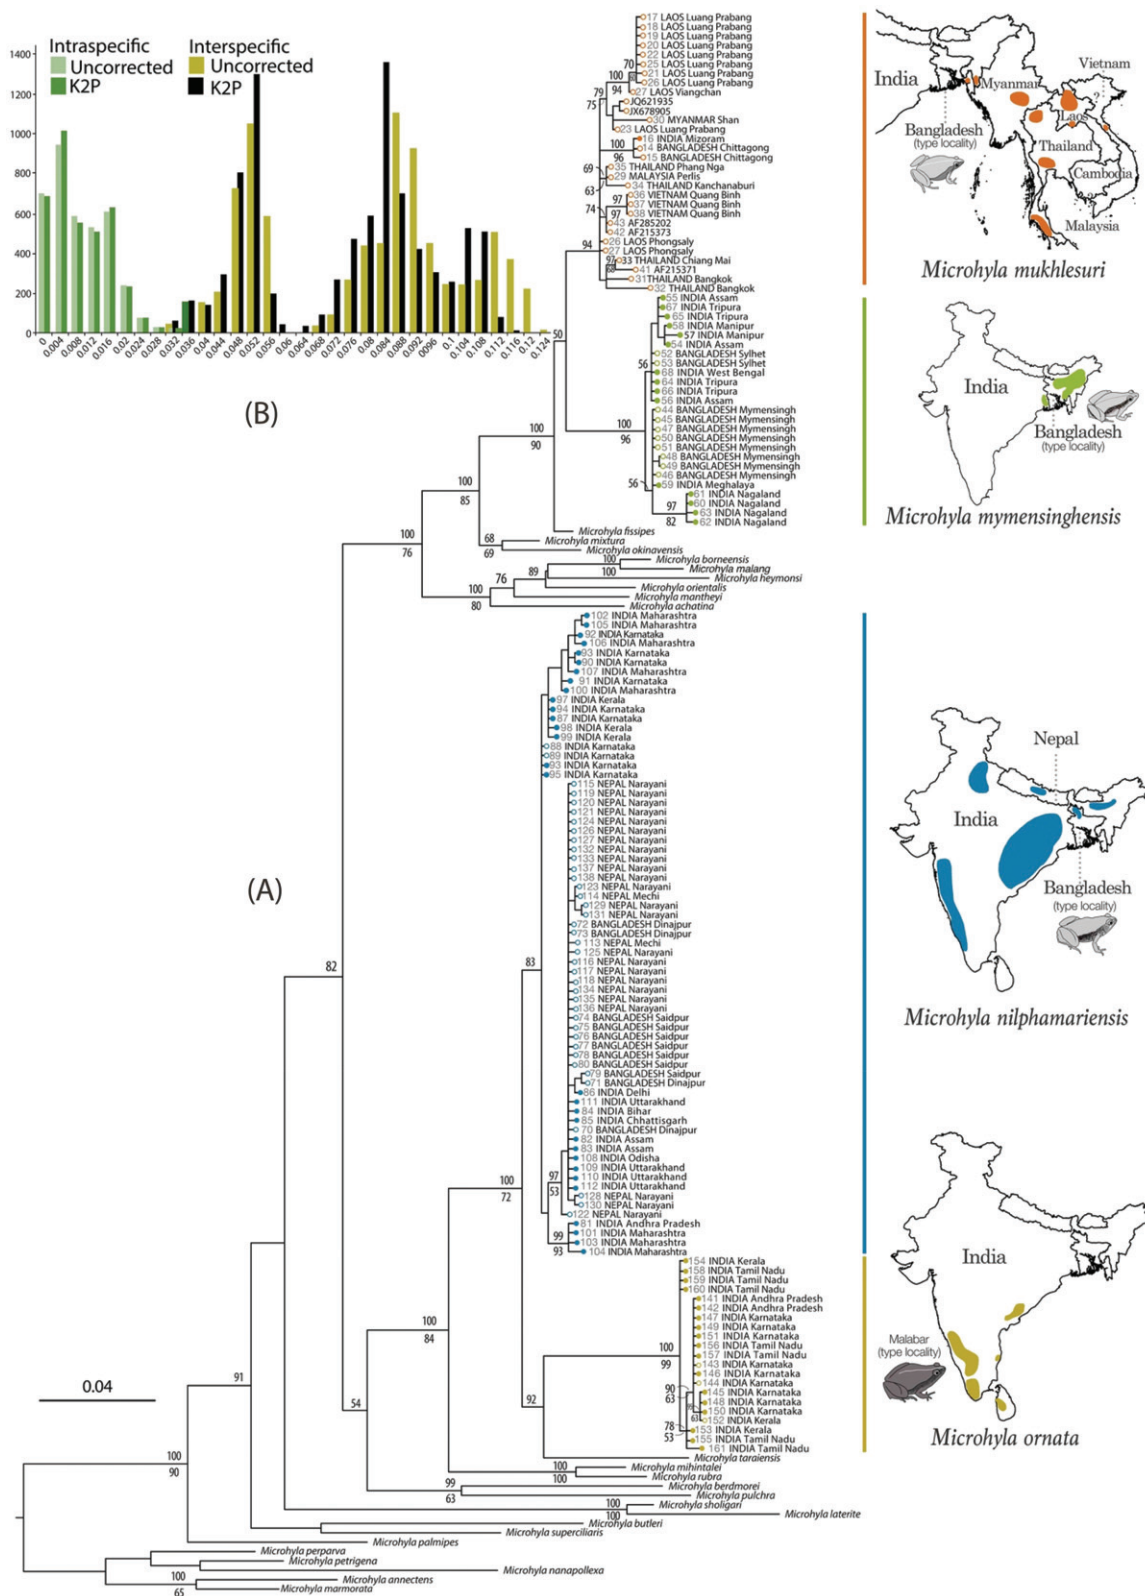 Intraspecific
Uncorrected
K2P
Interspecific
Uncorrected
K2P
1400
1200
1000
800
600
400
200
0
0
0.004
0.008
0.012
0.016
0.02
0.024
0.028
0.032
0.036
0.04
0.044
0.048
0.052
0.056
0.06
0.064
0.068
0.072
0.076
0.08
0.084
0.088
0.092
0.096
0.1
0.104
0.108
0.112
0.116
0.12
0.124
(B)
(A)
0.04
17 LAOS Luang Prabang
18 LAOS Luang Prabang
19 LAOS Luang Prabang
20 LAOS Luang Prabang
22 LAOS Luang Prabang
25 LAOS Luang Prabang
21 LAOS Luang Prabang
26 LAOS Luang Prabang
27 LAOS Viangchan
JQ621935
JX678905
30 MYANMAR Shan
23 LAOS Luang Prabang
16 INDIA Mizoram
14 BANGLADESH Chittagong
15 BANGLADESH Chittagong
35 THAILAND Phang Nga
29 MALAYSIA Perlis
34 THAILAND Kanchanaburi
36 VIETNAM Quang Binh
37 VIETNAM Quang Binh
38 VIETNAM Quang Binh
43 AF285202
42 AF215373
26 LAOS Phongsaly
27 LAOS Phongsaly
33 THAILAND Chiang Mai
41 AF215371
31 THAILAND Bangkok
32 THAILAND Bangkok
55 INDIA Assam
67 INDIA Tripura
65 INDIA Tripura
58 INDIA Manipur
57 INDIA Manipur
54 INDIA Assam
52 BANGLADESH Sylhet
53 BANGLADESH Sylhet
68 INDIA West Bengal
64 INDIA Tripura
66 INDIA Tripura
56 INDIA Assam
44 BANGLADESH Mymensingh
45 BANGLADESH Mymensingh
47 BANGLADESH Mymensingh
50 BANGLADESH Mymensingh
51 BANGLADESH Mymensingh
48 BANGLADESH Mymensingh
49 BANGLADESH Mymensingh
46 BANGLADESH Mymensingh
59 INDIA Meghalaya
61 INDIA Nagaland
60 INDIA Nagaland
63 INDIA Nagaland
62 INDIA Nagaland
Microhyla fissipes
Microhyla mixtura
Microhyla okinavensis
Microhyla borneensis
Microhyla malang
Microhyla heymonsi
Microhyla orientalis
Microhyla mantheyi
Microhyla achatina
102 INDIA Maharashtra
105 INDIA Maharashtra
92 INDIA Karnataka
106 INDIA Maharashtra
93 INDIA Karnataka
90 INDIA Karnataka
107 INDIA Maharashtra
91 INDIA Karnataka
100 INDIA Maharashtra
97 INDIA Kerala
94 INDIA Karnataka
87 INDIA Karnataka
98 INDIA Kerala
99 INDIA Kerala
88 INDIA Karnataka
89 INDIA Karnataka
93 INDIA Karnataka
95 INDIA Karnataka
115 NEPAL Narayani
119 NEPAL Narayani
120 NEPAL Narayani
121 NEPAL Narayani
124 NEPAL Narayani
126 NEPAL Narayani
127 NEPAL Narayani
132 NEPAL Narayani
133 NEPAL Narayani
137 NEPAL Narayani
138 NEPAL Narayani
123 NEPAL Narayani
114 NEPAL Mechi
129 NEPAL Narayani
131 NEPAL Narayani
72 BANGLADESH Dinajpur
73 BANGLADESH Dinajpur
113 NEPAL Mechi
125 NEPAL Narayani
116 NEPAL Narayani
117 NEPAL Narayani
118 NEPAL Narayani
134 NEPAL Narayani
135 NEPAL Narayani
136 NEPAL Narayani
74 BANGLADESH Saidpur
75 BANGLADESH Saidpur
76 BANGLADESH Saidpur
77 BANGLADESH Saidpur
78 BANGLADESH Saidpur
80 BANGLADESH Saidpur
79 BANGLADESH Saidpur
71 BANGLADESH Dinajpur
86 INDIA Delhi
111 INDIA Uttarakhand
84 INDIA Bihar
85 INDIA Chhattisgarh
70 BANGLADESH Dinajpur
82 INDIA Assam
83 INDIA Assam
108 INDIA Odisha
109 INDIA Uttarakhand
110 INDIA Uttarakhand
112 INDIA Uttarakhand
128 NEPAL Narayani
130 NEPAL Narayani
122 NEPAL Narayani
81 INDIA Andhra Pradesh
101 INDIA Maharashtra
103 INDIA Maharashtra
104 INDIA Maharashtra
154 INDIA Kerala
158 INDIA Tamil Nadu
159 INDIA Tamil Nadu
160 INDIA Tamil Nadu
141 INDIA Andhra Pradesh
142 INDIA Andhra Pradesh
147 INDIA Karnataka
149 INDIA Karnataka
151 INDIA Karnataka
156 INDIA Tamil Nadu
157 INDIA Tamil Nadu
143 INDIA Karnataka
146 INDIA Karnataka
144 INDIA Karnataka
145 INDIA Karnataka
148 INDIA Karnataka
150 INDIA Karnataka
152 INDIA Kerala
153 INDIA Kerala
155 INDIA Tamil Nadu
161 INDIA Tamil Nadu
Microhyla taraiensis
Microhyla mihintalei
Microhyla rubra
Microhyla berdmorei
Microhyla pulchra
Microhyla sholigari
Microhyla laterite
Microhyla butleri
Microhyla superciliaris
Microhyla palmipes
Microhyla perparva
Microhyla petrigena
Microhyla nanapollexa
Microhyla annectens
Microhyla marmorata
India
Myanmar
Vietnam
?
Laos
Bangladesh
(type locality)
Thailand
Cambodia
Malaysia
Microhyla mukhlesuri
India
Bangladesh
(type locality)
Microhyla mymensinghensis
Nepal
India
Bangladesh
(type locality)
Microhyla nilphamariensis
India
Malabar
(type locality)
Microhyla ornata